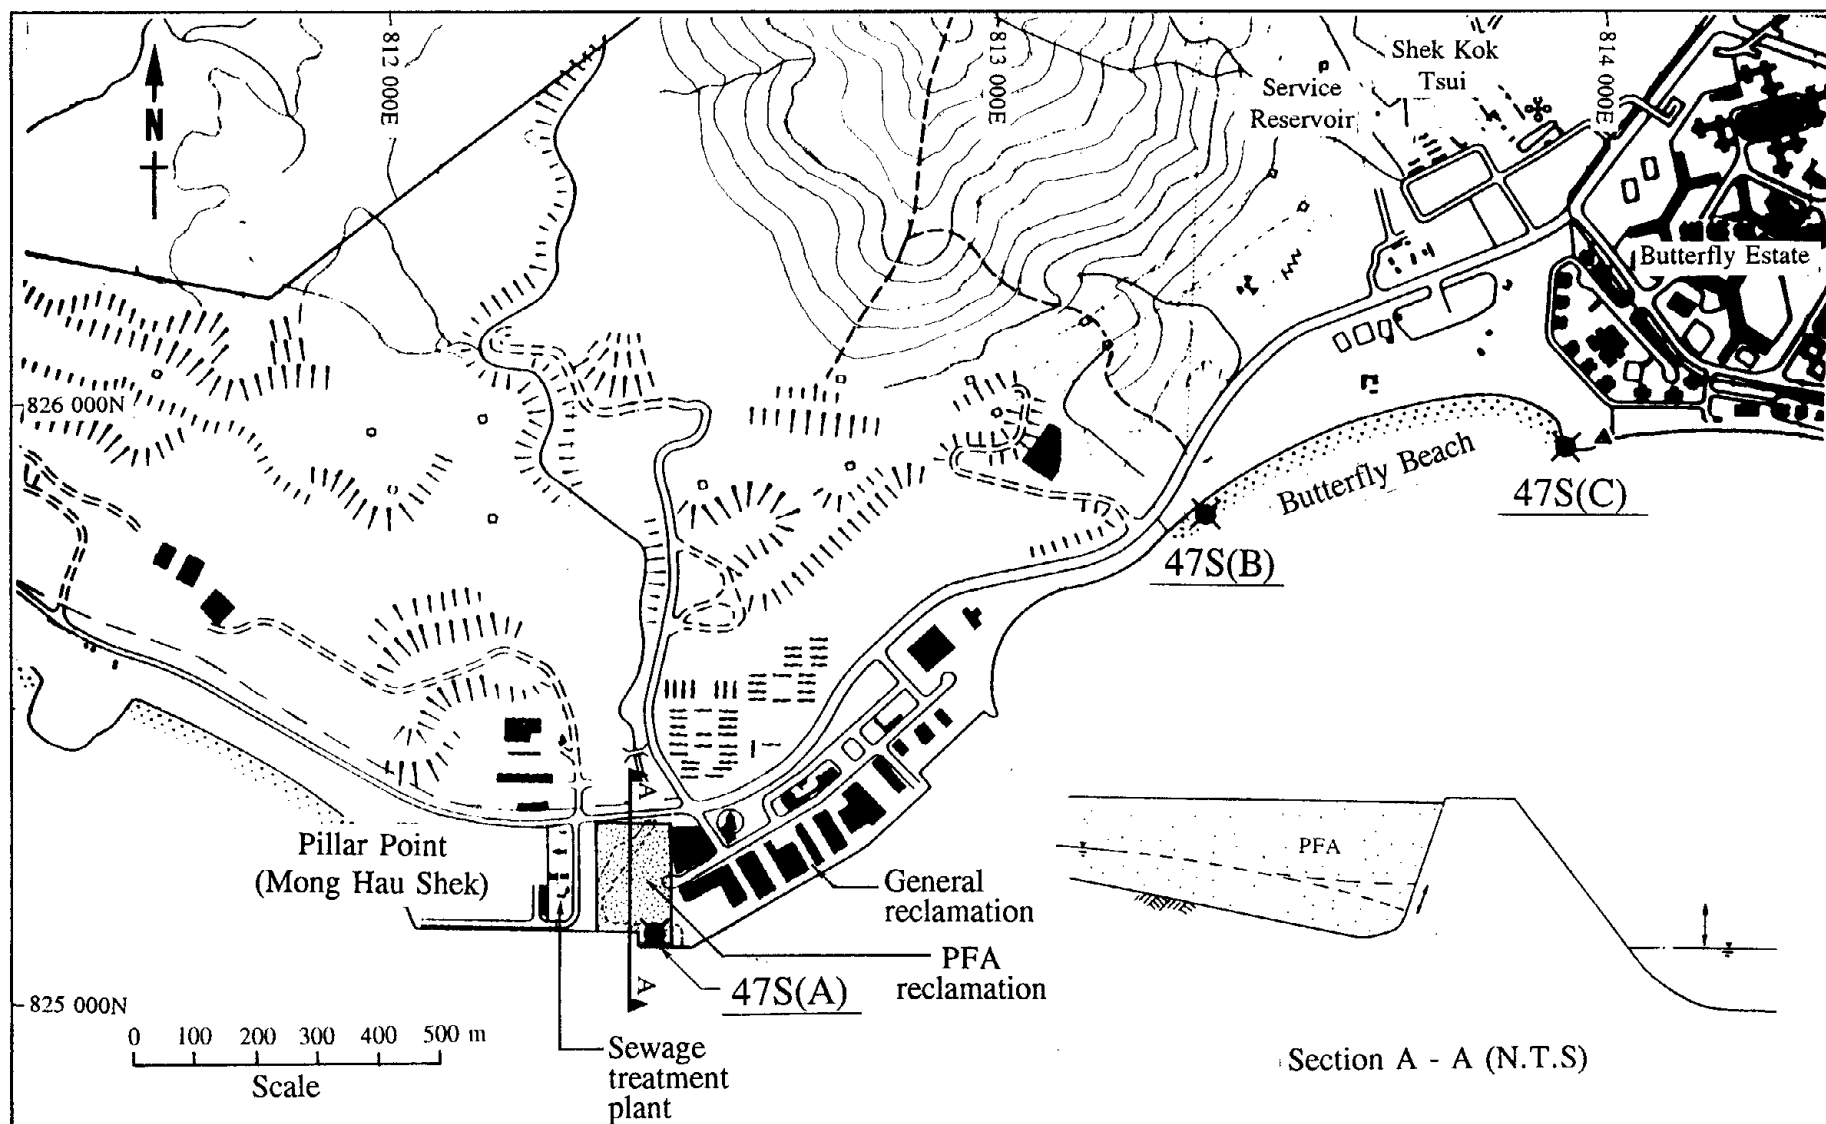 812 000E
813 000E
814 000E
Shek Kok
Tsui
Service
Reservoir
N
Butterfly Estate
826 000N
Butterfly Beach
47S(C)
47S(B)
A
Pillar Point
(Mong Hau Shek)
PFA
General
reclamation
PFA
reclamation
A
47S(A)
825 000N
0 100 200 300 400 500 m
Scale
Sewage
treatment
plant
Section A - A (N.T.S)